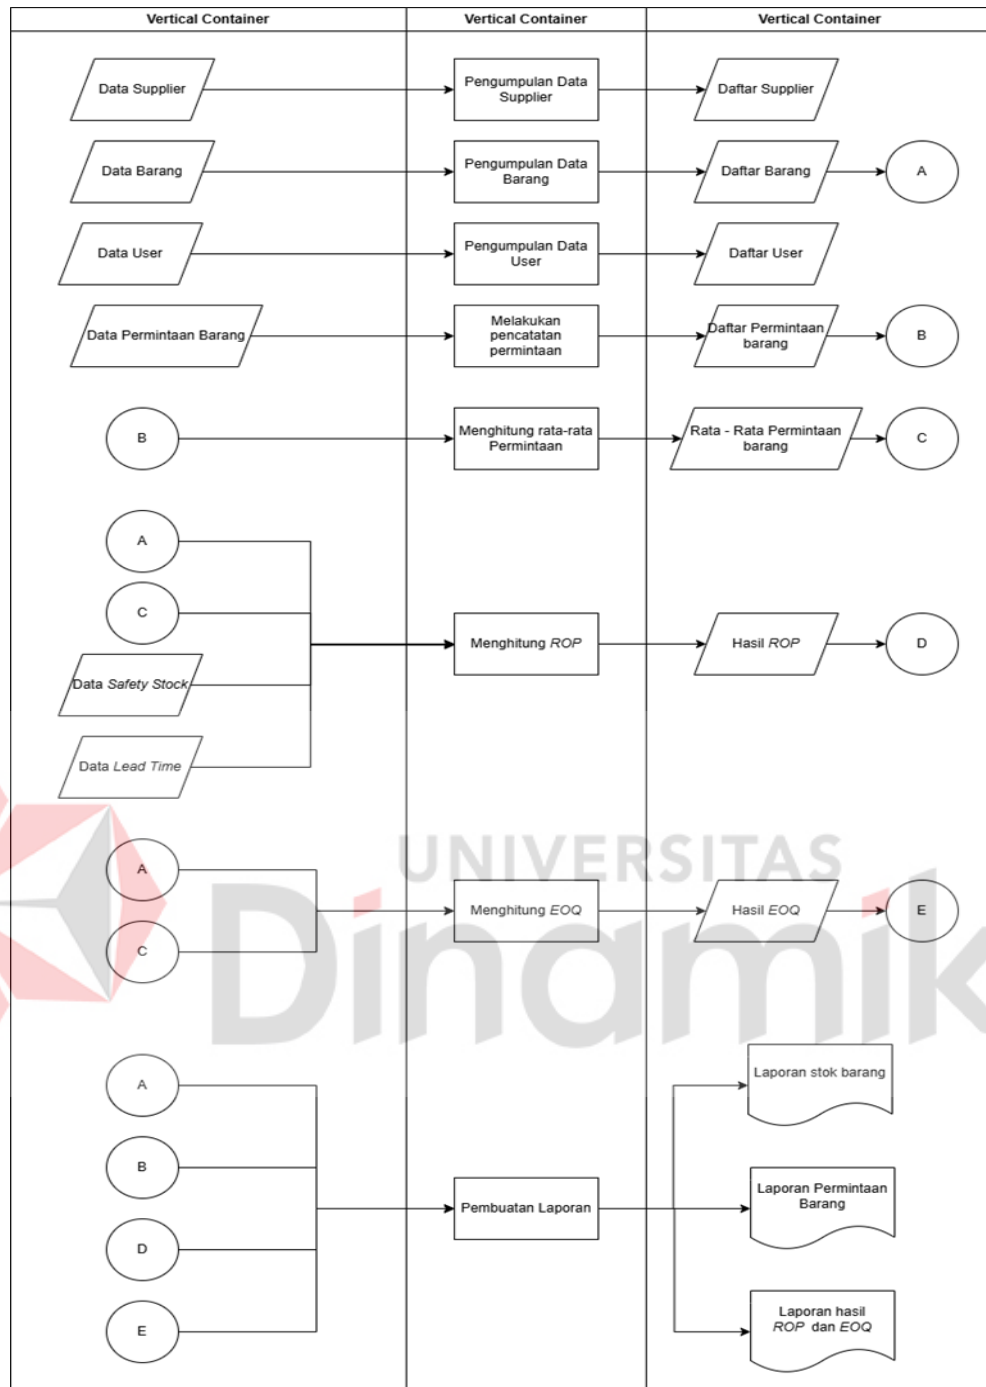 Vertical Container
Vertical Container
Vertical Container
Data Supplier
Pengumpulan Data
Supplier
Daftar Supplier
Data Barang
Pengumpulan Data
Barang
Daftar Barang
A
Data User
Pengumpulan Data
User
Daftar User
Data Permintaan Barang
Melakukan
pencatatan
permintaan
Daftar Permintaan
barang
B
B
Menghitung rata-rata
Permintaan
Rata - Rata Permintaan
barang
C
A
C
Data Safety Stock
Data Lead Time
Menghitung ROP
Hasil ROP
D
A
C
Menghitung EOQ
Hasil EOQ
E
UNIVERSITAS
Dinamika
A
B
D
E
Pembuatan Laporan
Laporan stok barang
Laporan Permintaan
Barang
Laporan hasil
ROP dan EOQ